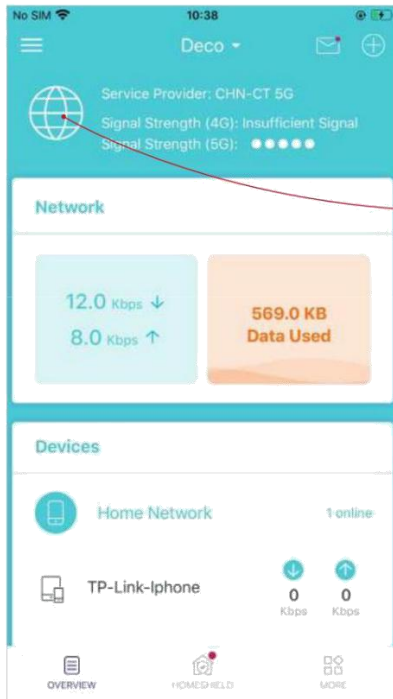 No SIM 10:38
Deco
Service Provider: CHN-CT 5G
Signal Strength (4G): Insufficient Signal
Signal Strength (5G):
Network
12.0 Kbps ↓
8.0 Kbps ↑
569.0 KB
Data Used
Devices
Home Network 1 online
TP-Link-Iphone
0 0
Kbps Kbps
OVERVIEW HOMESHIELD MORE